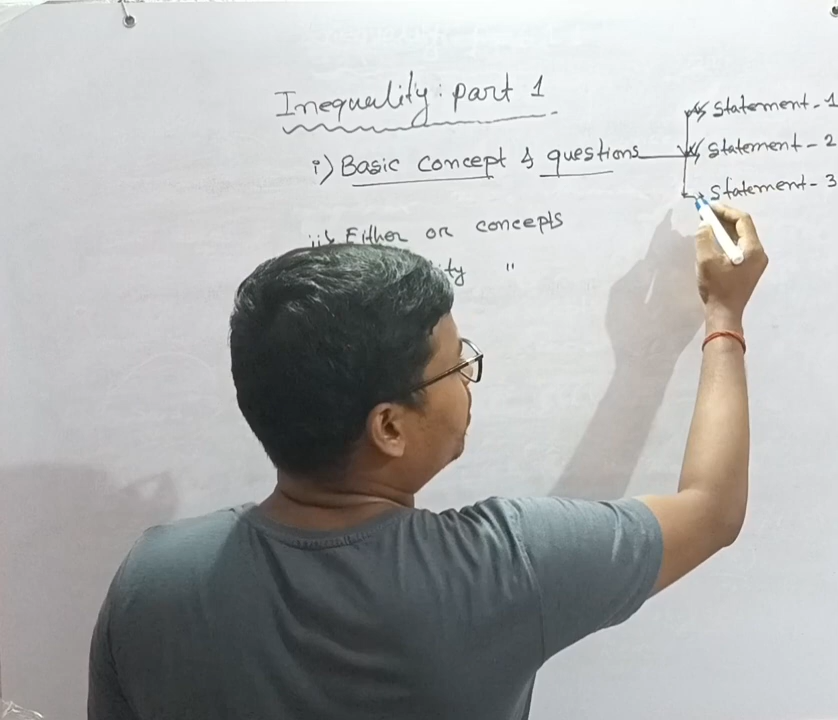 Inequality: part 1
i) Basic concept & questions
Statement - 1
Statement - 2
Statement - 3
ii) Either or concepts
"